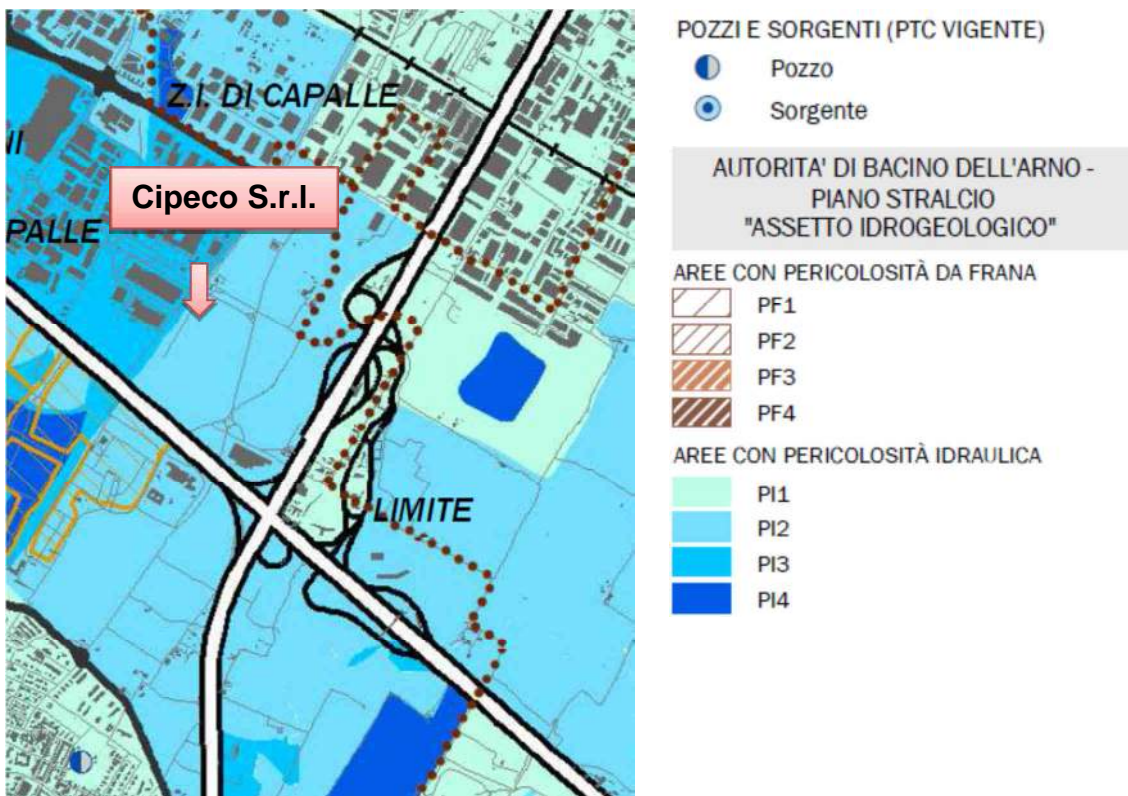 Z.I. DI CAPALLE
NI
Cipeco S.r.l.
PALLE
LIMITE
POZZI E SORGENTI (PTC VIGENTE)
Pozzo
Sorgente
AUTORITA' DI BACINO DELL'ARNO -
PIANO STRALCIO
"ASSETTO IDROGEOLOGICO"
AREE CON PERICOLOSITÀ DA FRANA
PF1
PF2
PF3
PF4
AREE CON PERICOLOSITÀ IDRAULICA
PI1
PI2
PI3
PI4